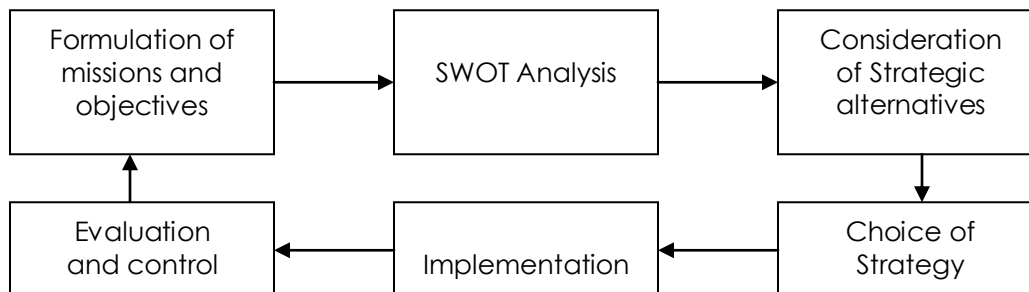 Formulation of
missions and
objectives
SWOT Analysis
Consideration
of Strategic
alternatives
Choice of
Strategy
Implementation
Evaluation
and control